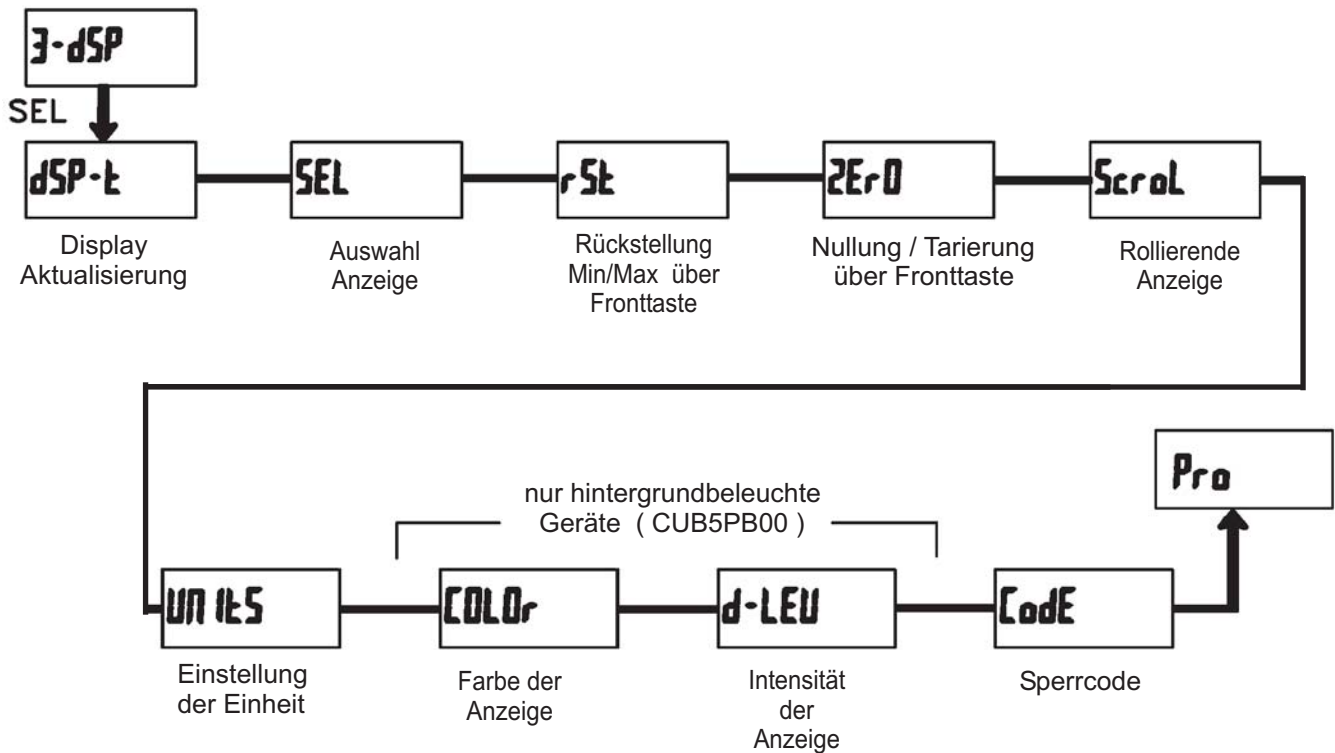 3-dSP
SEL
dSP-t
SEL
rSt
ZErO
ScroL
Display
Aktualisierung
Auswahl
Anzeige
Rückstellung
Min/Max über
Fronttaste
Nullung / Tarierung
über Fronttaste
Rollierende
Anzeige
nur hintergrundbeleuchte
Geräte ( CUB5PB00 )
Pro
UNItS
COLOr
d-LEV
CodE
Einstellung
der Einheit
Farbe der
Anzeige
Intensität
der
Anzeige
Sperrcode